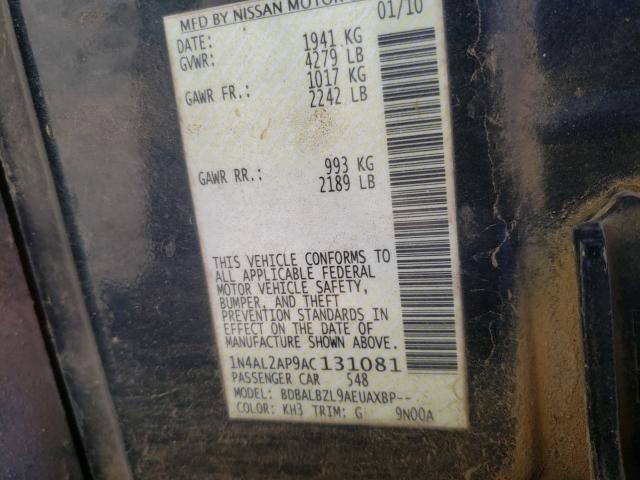 MFD BY NISSAN MOTOR
DATE: 01/10
GVWR: 1941 KG
4279 LB
GAWR FR.: 1017 KG
2242 LB
GAWR RR.: 993 KG
2189 LB
THIS VEHICLE CONFORMS TO
ALL APPLICABLE FEDERAL
MOTOR VEHICLE SAFETY,
BUMPER, AND THEFT
PREVENTION STANDARDS IN
EFFECT ON THE DATE OF
MANUFACTURE SHOWN ABOVE.
1N4AL2AP9AC131081
PASSENGER CAR 548
MODEL: BDBALBZL9AEUAXBP--
COLOR: KH3 TRIM: G 9N00A